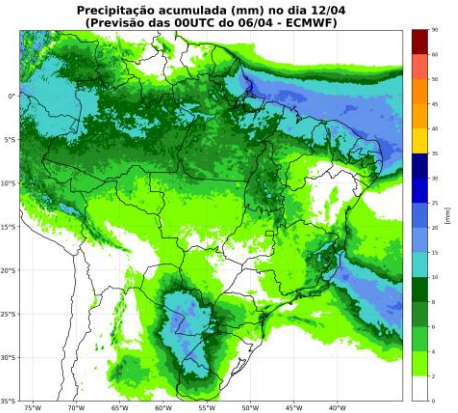 Precipitação acumulada (mm) no dia 12/04
(Previsão das 00UTC do 06/04 - ECMWF)
90
60
50
45
40
35
30
25
20
15
10
8
6
4
2
0
[mm]
0°
5°S
10°S
15°S
20°S
25°S
30°S
35°S
75°W 70°W 65°W 60°W 55°W 50°W 45°W 40°W